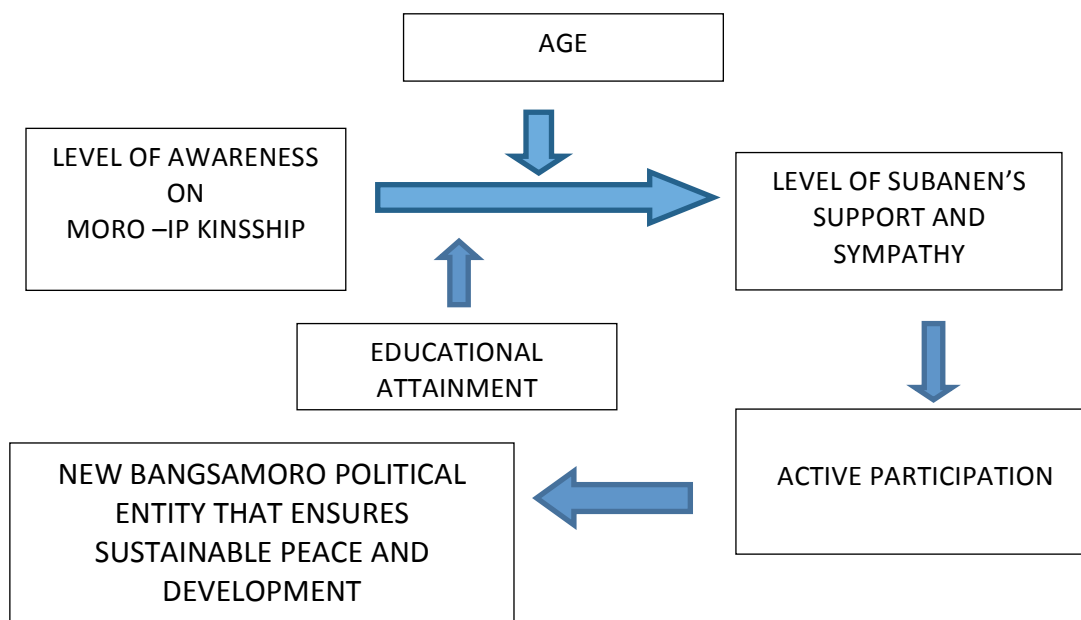 AGE
LEVEL OF AWARENESS
ON
MORO –IP KINSSHIP
LEVEL OF SUBANEN’S
SUPPORT AND
SYMPATHY
EDUCATIONAL
ATTAINMENT
ACTIVE PARTICIPATION
NEW BANGSAMORO POLITICAL
ENTITY THAT ENSURES
SUSTAINABLE PEACE AND
DEVELOPMENT